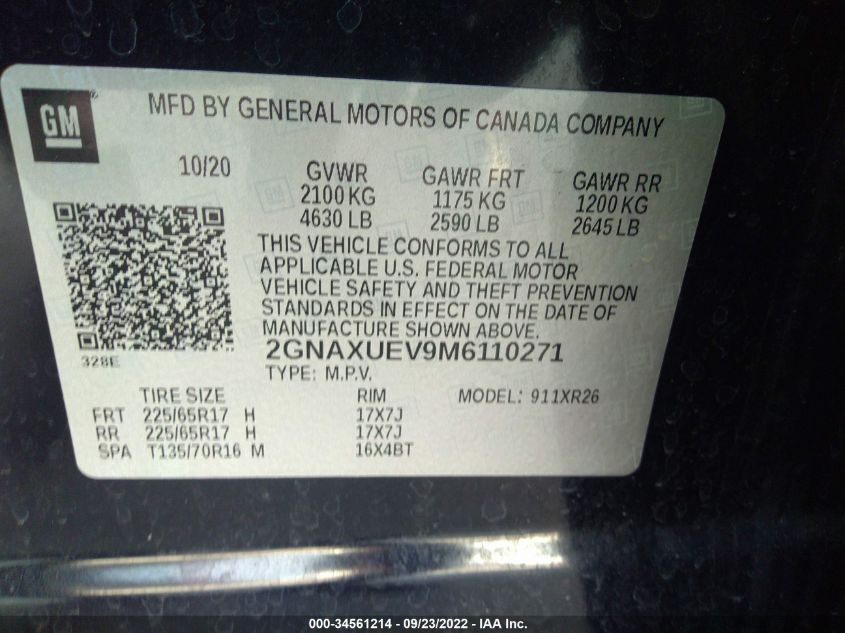 GM ®
MFD BY GENERAL MOTORS OF CANADA COMPANY
10/20 GVWR GAWR FRT GAWR RR
2100 KG 1175 KG 1200 KG
4630 LB 2590 LB 2645 LB
THIS VEHICLE CONFORMS TO ALL
APPLICABLE U.S. FEDERAL MOTOR
VEHICLE SAFETY AND THEFT PREVENTION
STANDARDS IN EFFECT ON THE DATE OF
MANUFACTURE SHOWN ABOVE.
328E
2GNAXUEV9M6110271
TYPE: M.P.V.
TIRE SIZE RIM MODEL: 911XR26
FRT 225/65R17 H 17X7J
RR 225/65R17 H 17X7J
SPA T135/70R16 M 16X4BT
000-34561214 - 09/23/2022 - IAA Inc.